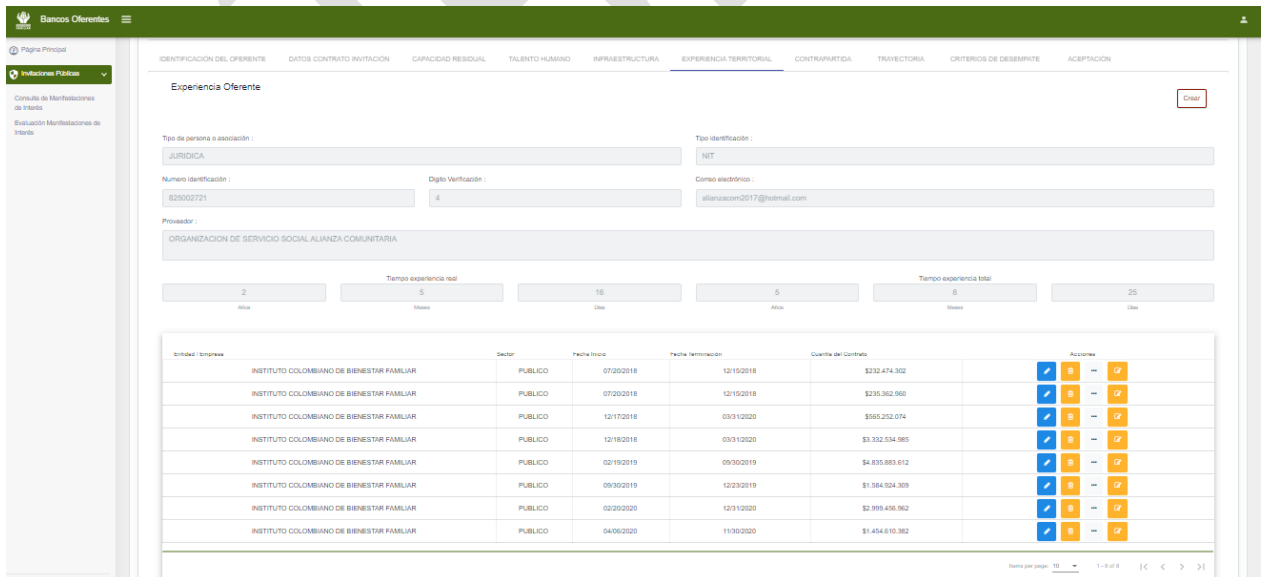 Bancos Oferentes
Página Principal
Invitaciones Públicas
Consulta de Manifestaciones
de Interés
Evaluación Manifestaciones de
Interés
IDENTIFICACIÓN DEL OFERENTE DATOS CONTRATO INVITACIÓN CAPACIDAD RESIDUAL TALENTO HUMANO INFRAESTRUCTURA EXPERIENCIA TERRITORIAL CONTRAPARTIDA TRAYECTORIA CRITERIOS DE DESEMPATE ACEPTACIÓN
Experiencia Oferente
Crear
Tipo de persona o asociación : Tipo identificación :
JURIDICA NIT
Numero identificación : Digito Verificación : Correo electrónico :
825002721 4 alianzacom2017@hotmail.com
Proveedor :
ORGANIZACION DE SERVICIO SOCIAL ALIANZA COMUNITARIA
Tiempo experiencia real Tiempo experiencia total
2 5 16 5 8 25
Años Meses Dias Años Meses Dias
Entidad / Empresa Sector Fecha Inicio Fecha Terminación Cuantía del Contrato Acciones
INSTITUTO COLOMBIANO DE BIENESTAR FAMILIAR PUBLICO 07/20/2018 12/15/2018 $232.474.302
INSTITUTO COLOMBIANO DE BIENESTAR FAMILIAR PUBLICO 07/20/2018 12/15/2018 $235.362.960
INSTITUTO COLOMBIANO DE BIENESTAR FAMILIAR PUBLICO 12/17/2018 03/31/2020 $565.252.074
INSTITUTO COLOMBIANO DE BIENESTAR FAMILIAR PUBLICO 12/18/2018 03/31/2020 $3.332.534.985
INSTITUTO COLOMBIANO DE BIENESTAR FAMILIAR PUBLICO 02/19/2019 09/30/2019 $4.835.883.612
INSTITUTO COLOMBIANO DE BIENESTAR FAMILIAR PUBLICO 09/30/2019 12/23/2019 $1.584.924.309
INSTITUTO COLOMBIANO DE BIENESTAR FAMILIAR PUBLICO 02/20/2020 12/31/2020 $2.999.456.962
INSTITUTO COLOMBIANO DE BIENESTAR FAMILIAR PUBLICO 04/06/2020 11/30/2020 $1.454.610.382
Items per page: 10 1 - 8 of 8